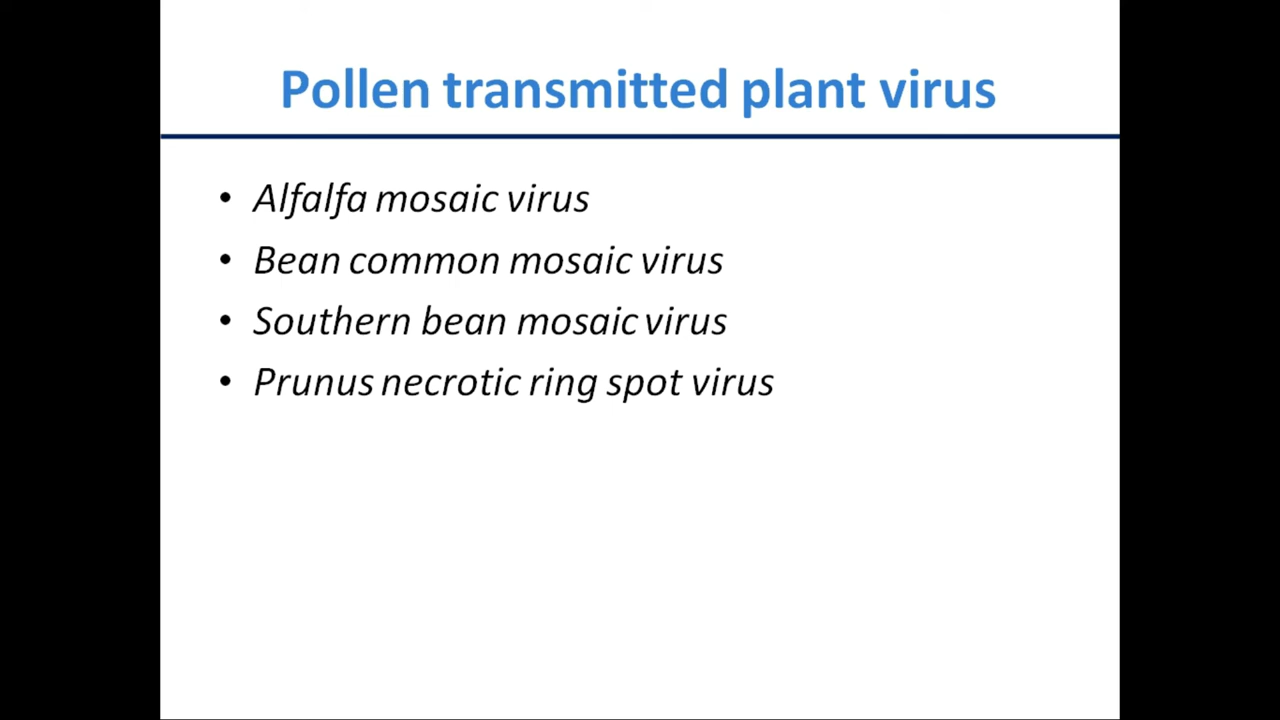 Pollen transmitted plant virus
• Alfalfa mosaic virus
• Bean common mosaic virus
• Southern bean mosaic virus
• Prunus necrotic ring spot virus